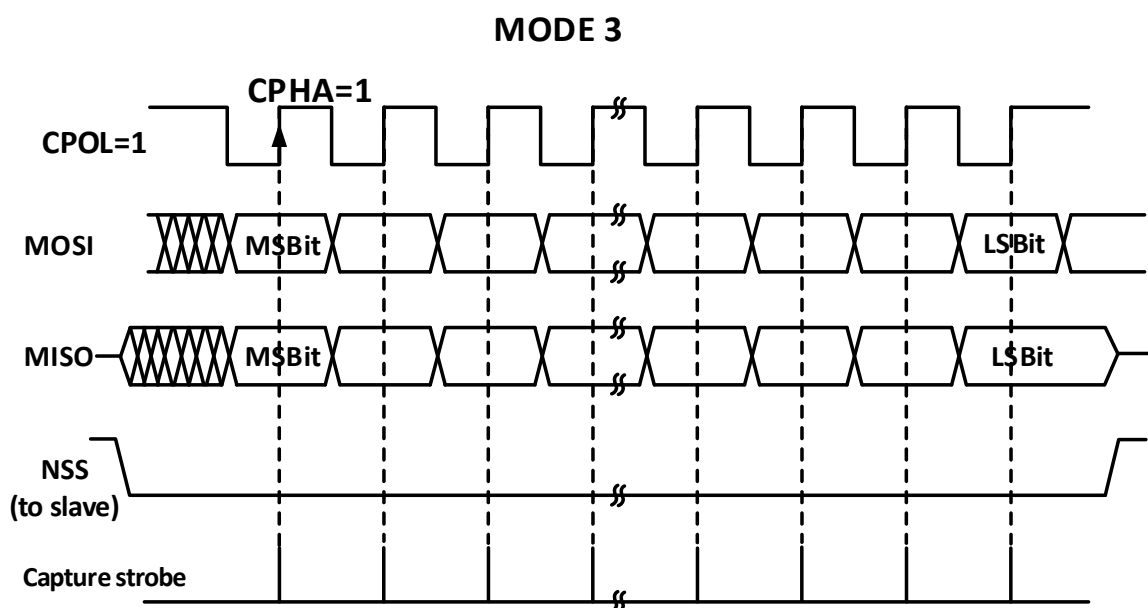 MODE 3
CPHA=1
CPOL=1
MOSI
MSBit
LSBit
MISO
MSBit
LSBit
NSS
(to slave)
Capture strobe